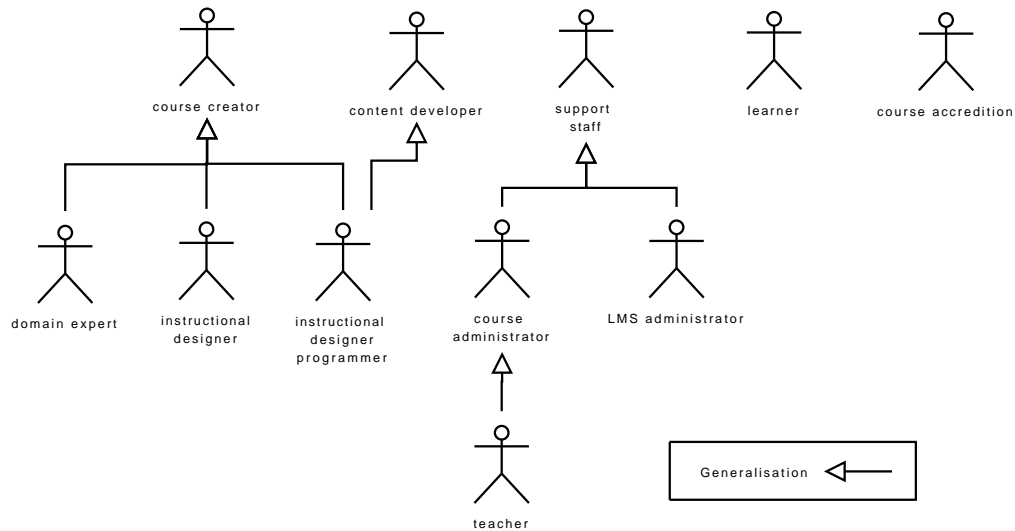 course creator
content developer
support
staff
learner
course accredition
domain expert
instructional
designer
instructional
designer
programmer
course
administrator
LMS administrator
Generalisation
teacher